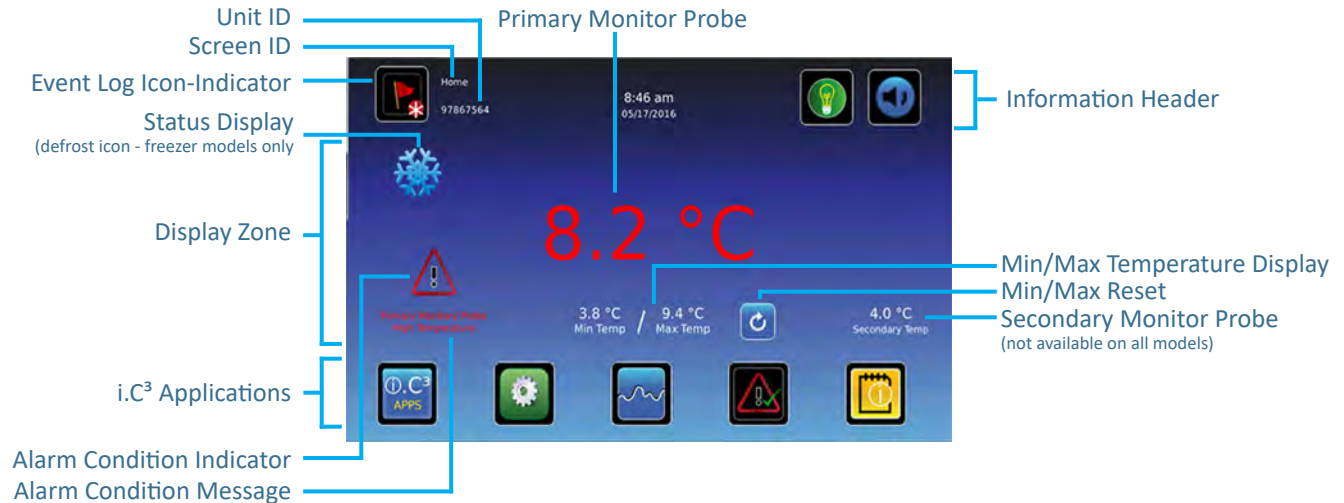 Unit ID
Primary Monitor Probe
Screen ID
Event Log Icon-Indicator
Home
97867564
8:46 am
05/17/2016
Information Header
Status Display
(defrost icon - freezer models only
Display Zone
8.2 °C
Min/Max Temperature Display
Min/Max Reset
Secondary Monitor Probe
(not available on all models)
Primary Monitor Probe
High Temperature
3.8 °C / 9.4 °C
Min Temp Max Temp
4.0 °C
Secondary Temp
i.C³ Applications
i.C³
APPS
Alarm Condition Indicator
Alarm Condition Message